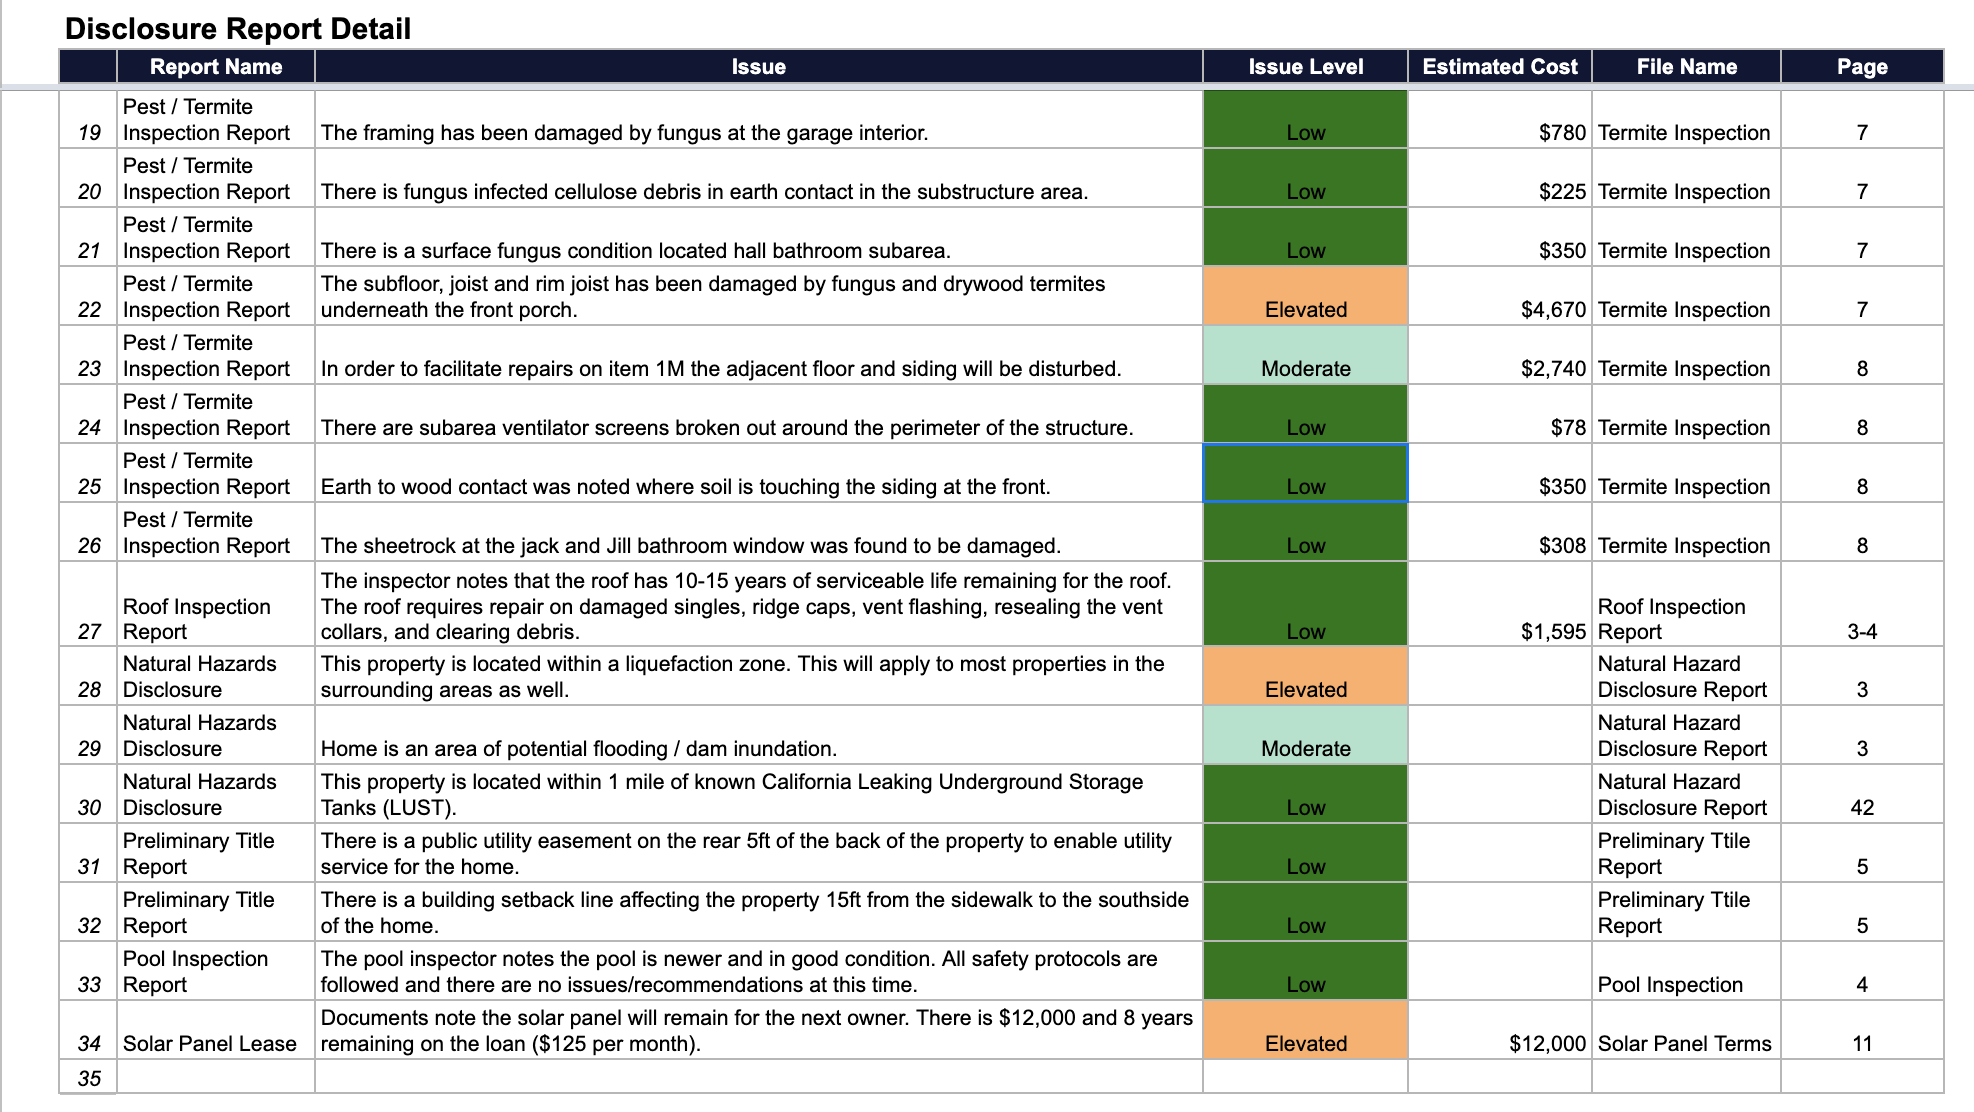 Disclosure Report Detail
Report Name Issue Issue Level Estimated Cost File Name Page
Pest / Termite
19 Inspection Report The framing has been damaged by fungus at the garage interior. Low $780 Termite Inspection 7
Pest / Termite
20 Inspection Report There is fungus infected cellulose debris in earth contact in the substructure area. Low $225 Termite Inspection 7
Pest / Termite
21 Inspection Report There is a surface fungus condition located hall bathroom subarea. Low $350 Termite Inspection 7
Pest / Termite The subfloor, joist and rim joist has been damaged by fungus and drywood termites
22 Inspection Report underneath the front porch. Elevated $4,670 Termite Inspection 7
Pest / Termite
23 Inspection Report In order to facilitate repairs on item 1M the adjacent floor and siding will be disturbed. Moderate $2,740 Termite Inspection 8
Pest / Termite
24 Inspection Report There are subarea ventilator screens broken out around the perimeter of the structure. Low $78 Termite Inspection 8
Pest / Termite
25 Inspection Report Earth to wood contact was noted where soil is touching the siding at the front. Low $350 Termite Inspection 8
Pest / Termite
26 Inspection Report The sheetrock at the jack and Jill bathroom window was found to be damaged. Low $308 Termite Inspection 8
The inspector notes that the roof has 10-15 years of serviceable life remaining for the roof.
Roof Inspection The roof requires repair on damaged singles, ridge caps, vent flashing, resealing the vent Roof Inspection
27 Report collars, and clearing debris. Low $1,595 Report 3-4
Natural Hazards This property is located within a liquefaction zone. This will apply to most properties in the Natural Hazard
28 Disclosure surrounding areas as well. Elevated Disclosure Report 3
Natural Hazards Natural Hazard
29 Disclosure Home is an area of potential flooding / dam inundation. Moderate Disclosure Report 3
Natural Hazards This property is located within 1 mile of known California Leaking Underground Storage Natural Hazard
30 Disclosure Tanks (LUST). Low Disclosure Report 42
Preliminary Title There is a public utility easement on the rear 5ft of the back of the property to enable utility Preliminary Ttile
31 Report service for the home. Low Report 5
Preliminary Title There is a building setback line affecting the property 15ft from the sidewalk to the southside Preliminary Ttile
32 Report of the home. Low Report 5
Pool Inspection The pool inspector notes the pool is newer and in good condition. All safety protocols are
33 Report followed and there are no issues/recommendations at this time. Low Pool Inspection 4
Documents note the solar panel will remain for the next owner. There is $12,000 and 8 years
34 Solar Panel Lease remaining on the loan ($125 per month). Elevated $12,000 Solar Panel Terms 11
35